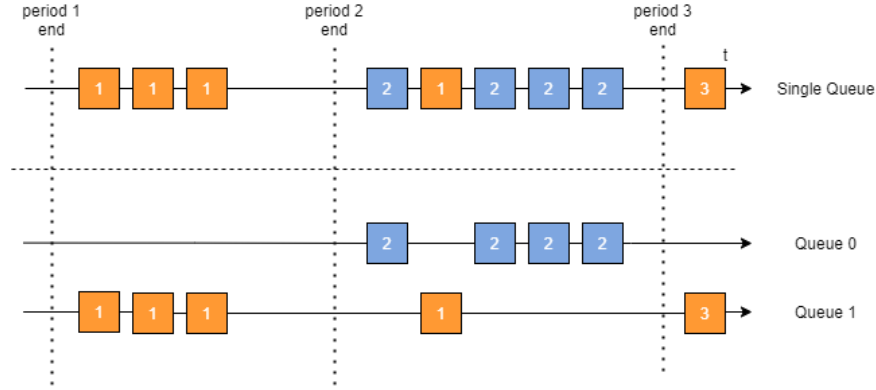 period 1
end
period 2
end
period 3
end
t
1 1 1 2 1 2 2 2 3 Single Queue
2 2 2 2 Queue 0
1 1 1 1 3 Queue 1